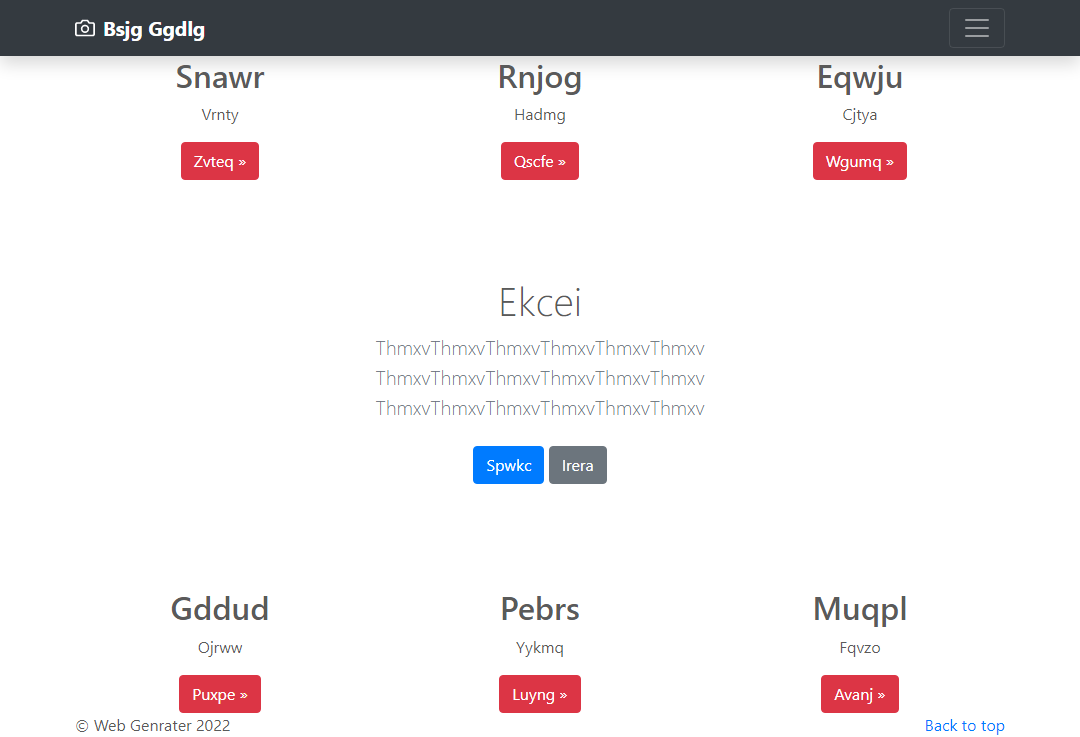 Bsjg Ggdlg
Snawr Rnjog Eqwju
Vrnty Hadmg Cjtya
Zvteq » Qscfe » Wgumq »
Ekcei
ThmxvThmxvThmxvThmxvThmxvThmxv
ThmxvThmxvThmxvThmxvThmxvThmxv
ThmxvThmxvThmxvThmxvThmxvThmxv
Spwkc Irera
Gddud Pebrs Muqpl
Ojrww Yykmq Fqvzo
Puxpe » Luyng » Avanj »
© Web Genrater 2022 Back to top